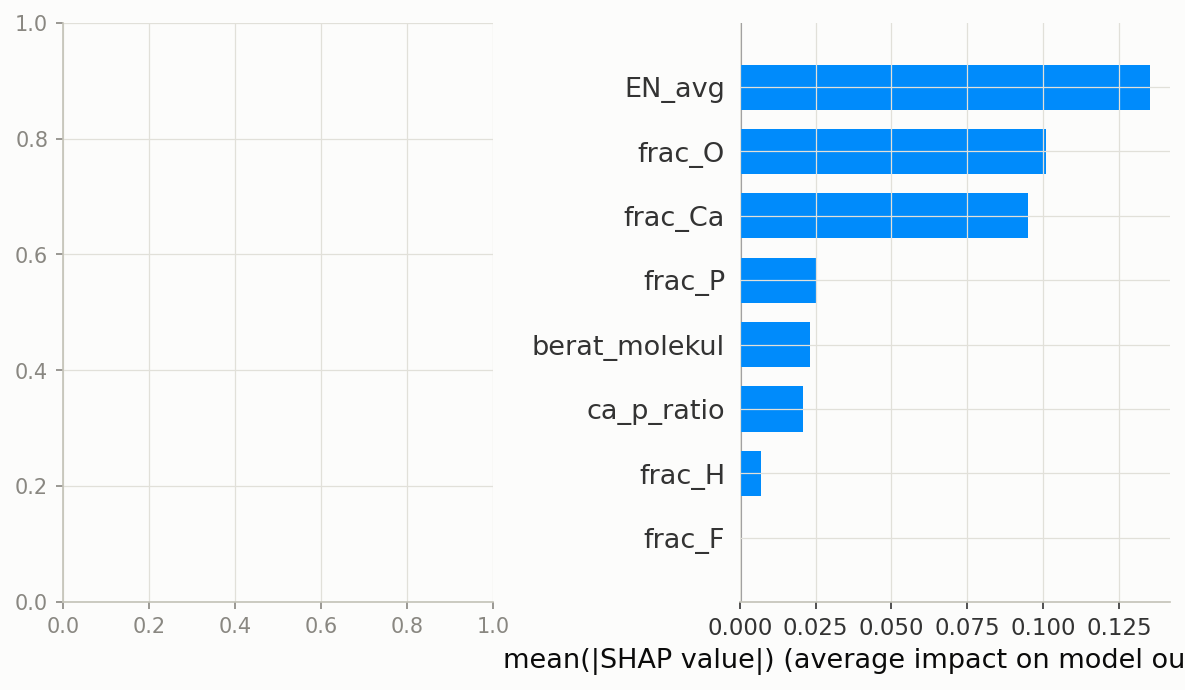 1.0
0.8
0.6
0.4
0.2
0.0
0.0 0.2 0.4 0.6 0.8 1.0
EN_avg
frac_O
frac_Ca
frac_P
berat_molekul
ca_p_ratio
frac_H
frac_F
0.000 0.025 0.050 0.075 0.100 0.125
mean(|SHAP value|) (average impact on model ou